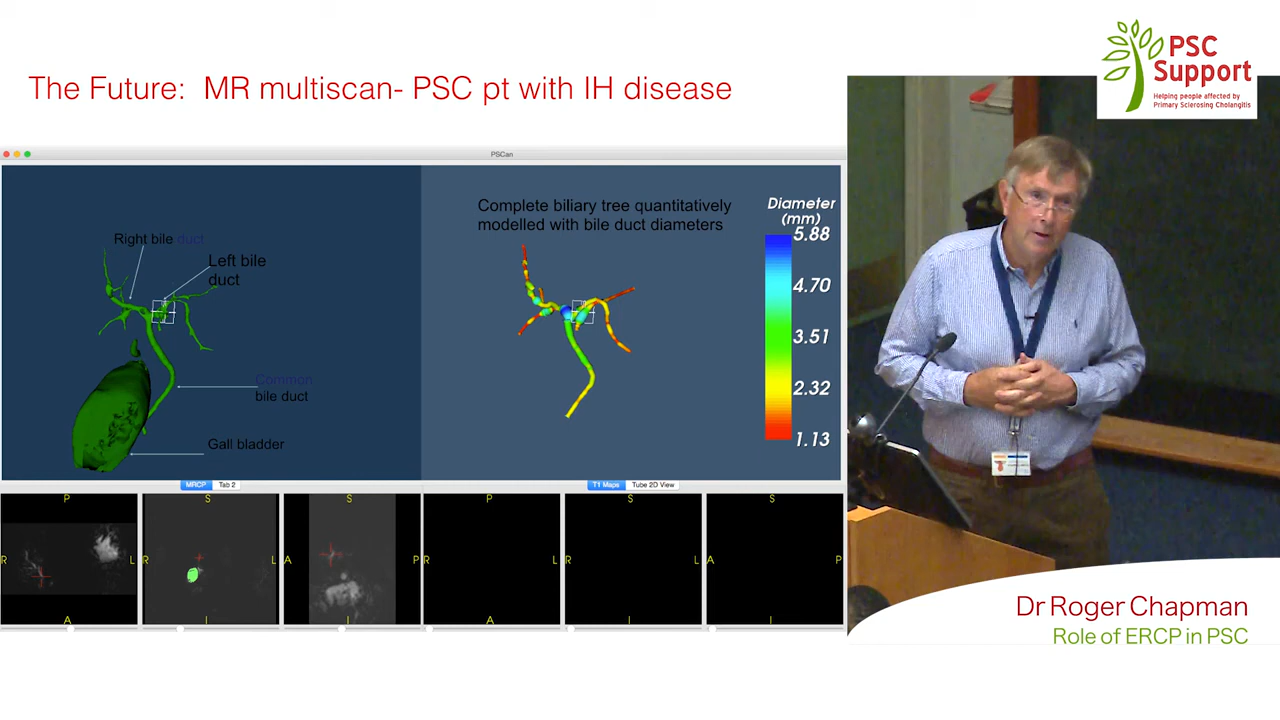 The Future: MR multiscan- PSC pt with IH disease
PSC
Support
Helping people affected by
Primary Sclerosing Cholangitis
PSCan
Right bile duct
Left bile
duct
Common
bile duct
Gall bladder
Complete biliary tree quantitatively
modelled with bile duct diameters
Diameter
(mm)
5.88
4.70
3.51
2.32
1.13
MRCP Tab 2
T1 Maps Tube 2D View
P S S P S S
R L R L A P R L R L A P
A I I A I I
Dr Roger Chapman
Role of ERCP in PSC